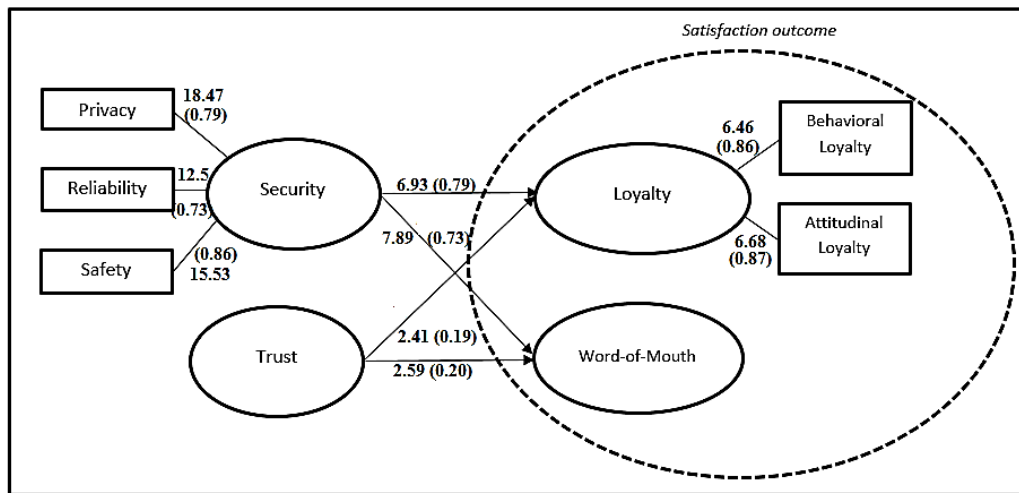 Satisfaction outcome
Privacy
18.47
(0.79)
Reliability
12.5
(0.73)
Safety
(0.86)
15.53
Security
6.93 (0.79)
7.89 (0.73)
Trust
2.41 (0.19)
2.59 (0.20)
Loyalty
6.46
(0.86)
Behavioral
Loyalty
6.68
(0.87)
Attitudinal
Loyalty
Word-of-Mouth